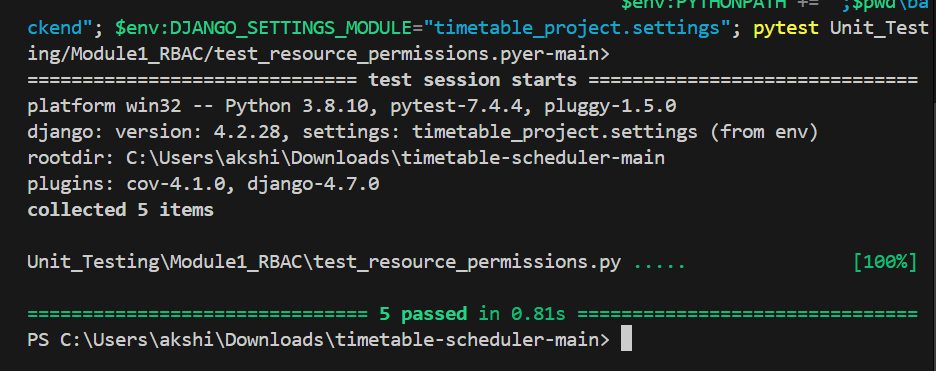 $env:PYTHONPATH += ";$pwd\ba
ckend"; $env:DJANGO_SETTINGS_MODULE="timetable_project.settings"; pytest Unit_Test
ing/Module1_RBAC/test_resource_permissions.pyer-main>
============================== test session starts ==============================
platform win32 -- Python 3.8.10, pytest-7.4.4, pluggy-1.5.0
django: version: 4.2.28, settings: timetable_project.settings (from env)
rootdir: C:\Users\akshi\Downloads\timetable-scheduler-main
plugins: cov-4.1.0, django-4.7.0
collected 5 items
Unit_Testing\Module1_RBAC\test_resource_permissions.py ..... [100%]
=============================== 5 passed in 0.81s ===============================
PS C:\Users\akshi\Downloads\timetable-scheduler-main>